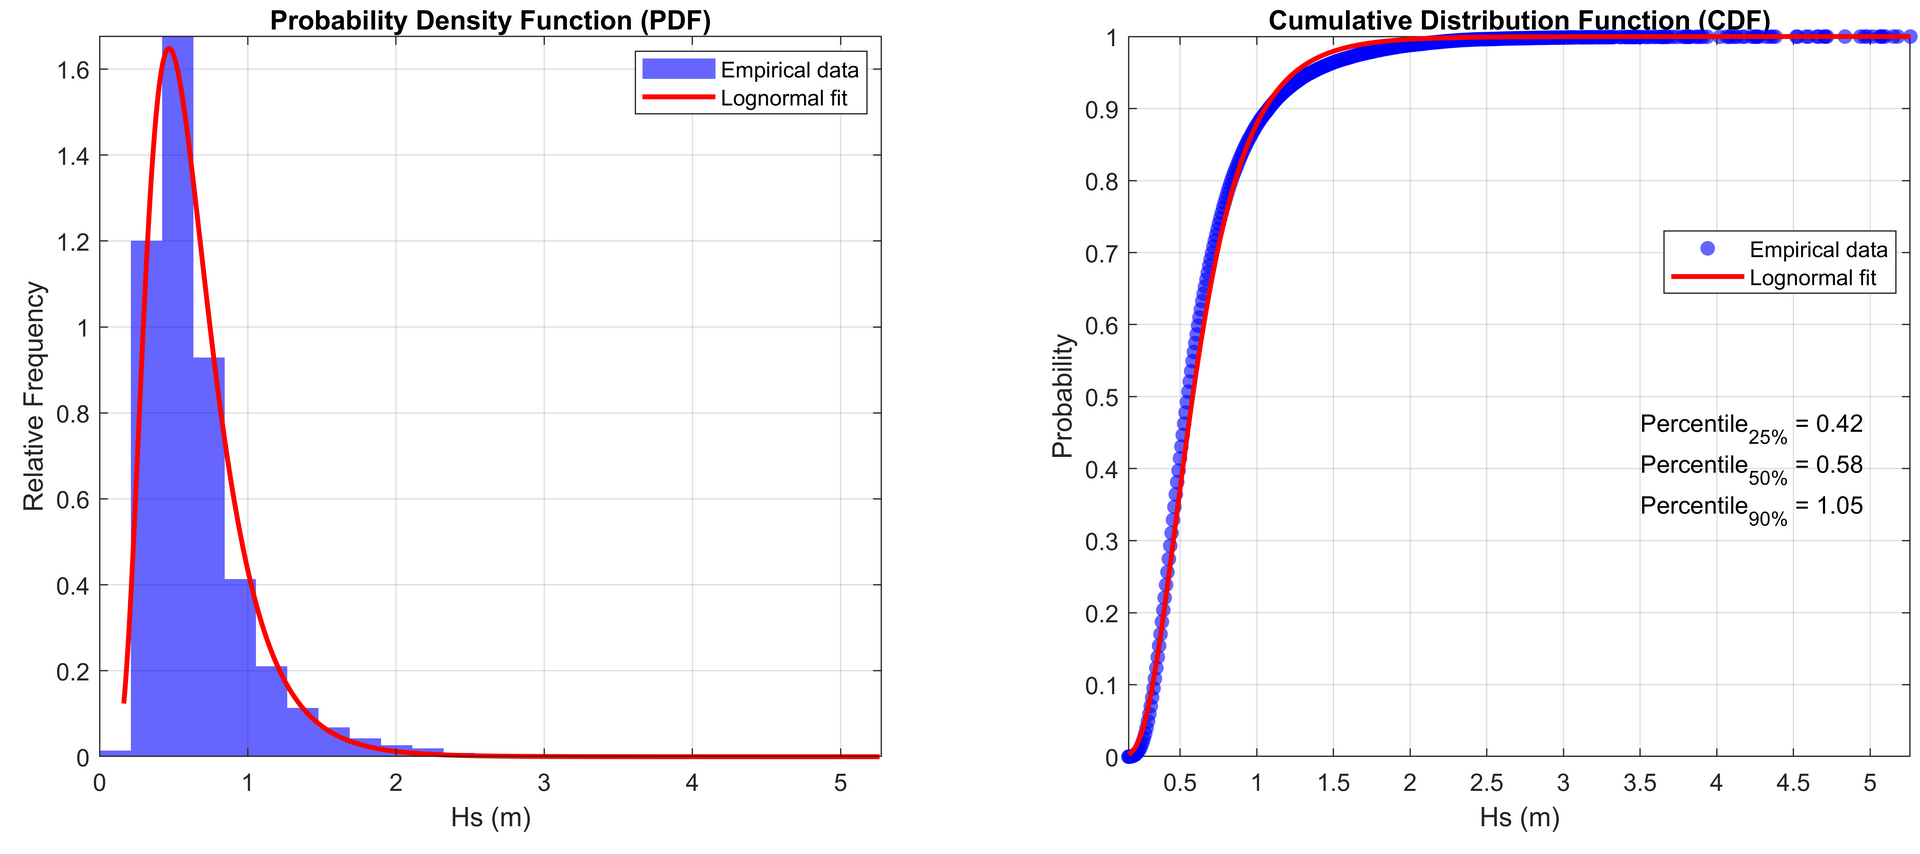 Probability Density Function (PDF)
Relative Frequency
1.6
1.4
1.2
1
0.8
0.6
0.4
0.2
0
0 1 2 3 4 5
Hs (m)
Empirical data
Lognormal fit
Cumulative Distribution Function (CDF)
Probability
1
0.9
0.8
0.7
0.6
0.5
0.4
0.3
0.2
0.1
0
0.5 1 1.5 2 2.5 3 3.5 4 4.5 5
Hs (m)
Empirical data
Lognormal fit
Percentile25% = 0.42
Percentile50% = 0.58
Percentile90% = 1.05